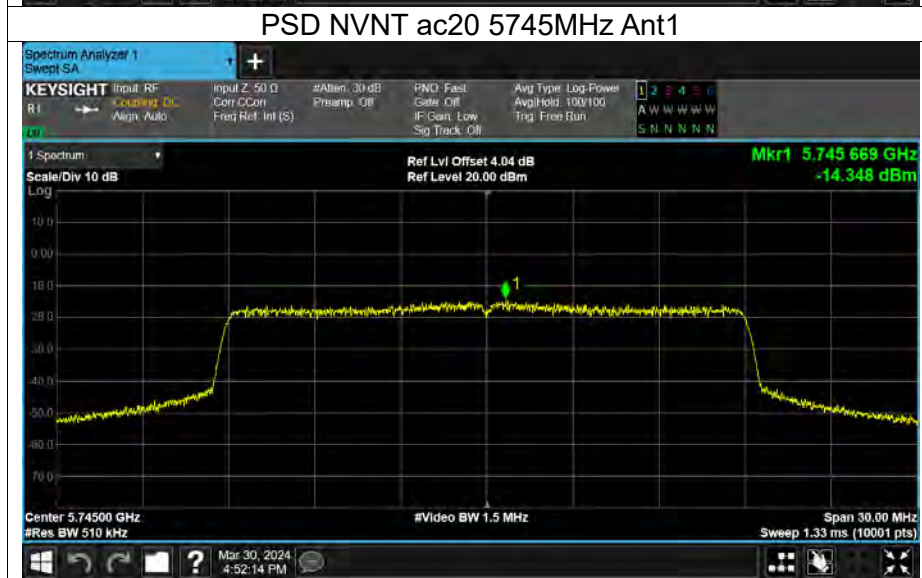 PSD NVNT ac20 5745MHz Ant1
Spectrum Analyzer 1
Swept SA
+
KEYSIGHT Input: RF
Coupling: DC
Align: Auto
Input Z: 50 Ω
Corr CCorr
Freq Ref: Int (S)
#Atten: 30 dB
Preamp: Off
PNO: Fast
Gate: Off
IF Gain: Low
Sig Track: Off
Avg Type: Log-Power
Avg|Hold: 100/100
Trig: Free Run
1 2 3 4 5 6
A W W W W W
S N N N N N
1 Spectrum
Scale/Div 10 dB
Log
Ref Lvl Offset 4.04 dB
Ref Level 20.00 dBm
Mkr1 5.745 669 GHz
-14.348 dBm
10.0
0.00
-10.0
1
-20.0
-30.0
-40.0
-50.0
-60.0
-70.0
Center 5.74500 GHz
#Res BW 510 kHz
#Video BW 1.5 MHz
Span 30.00 MHz
Sweep 1.33 ms (10001 pts)
?
Mar 30, 2024
4:52:14 PM